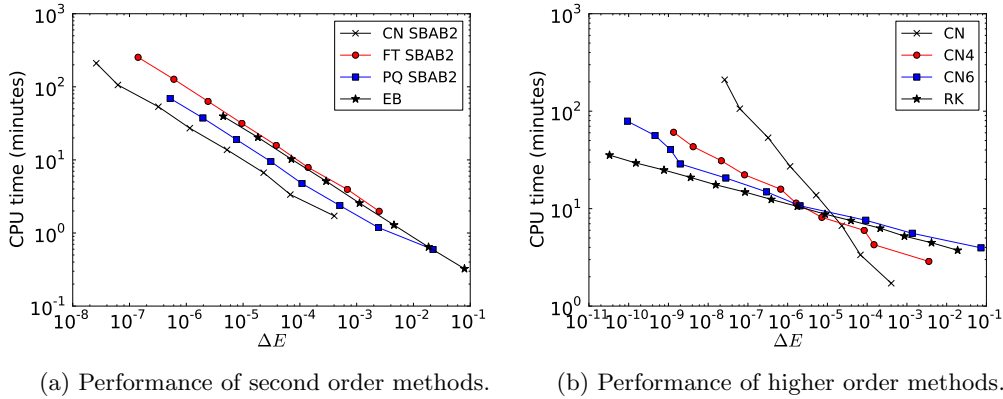 CPU time (minutes)
10^3
10^2
10^1
10^0
10^-1
10^-8
10^-7
10^-6
10^-5
10^-4
10^-3
10^-2
10^-1
ΔE
CN SBAB2
FT SBAB2
PQ SBAB2
EB
(a) Performance of second order methods.
CPU time (minutes)
10^3
10^2
10^1
10^0
10^-11
10^-10
10^-9
10^-8
10^-7
10^-6
10^-5
10^-4
10^-3
10^-2
10^-1
ΔE
CN
CN4
CN6
RK
(b) Performance of higher order methods.